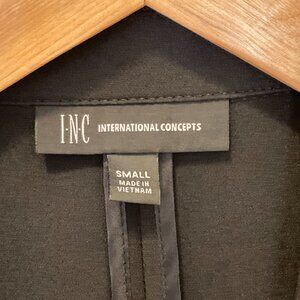 I·N·C INTERNATIONAL CONCEPTS
SMALL
MADE IN
VIETNAM